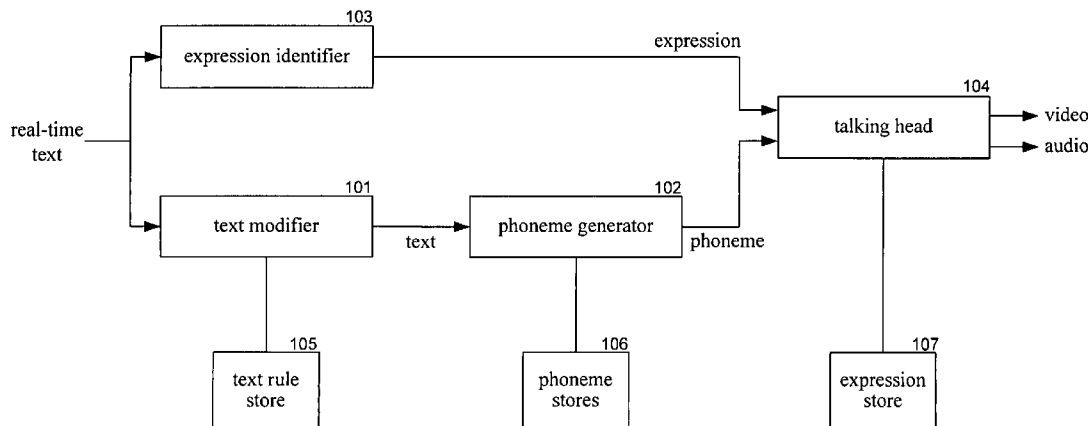 103
expression identifier
expression
104
talking head
video
audio
real-time
text
101
text modifier
text
102
phoneme generator
phoneme
105
text rule
store
106
phoneme
stores
107
expression
store